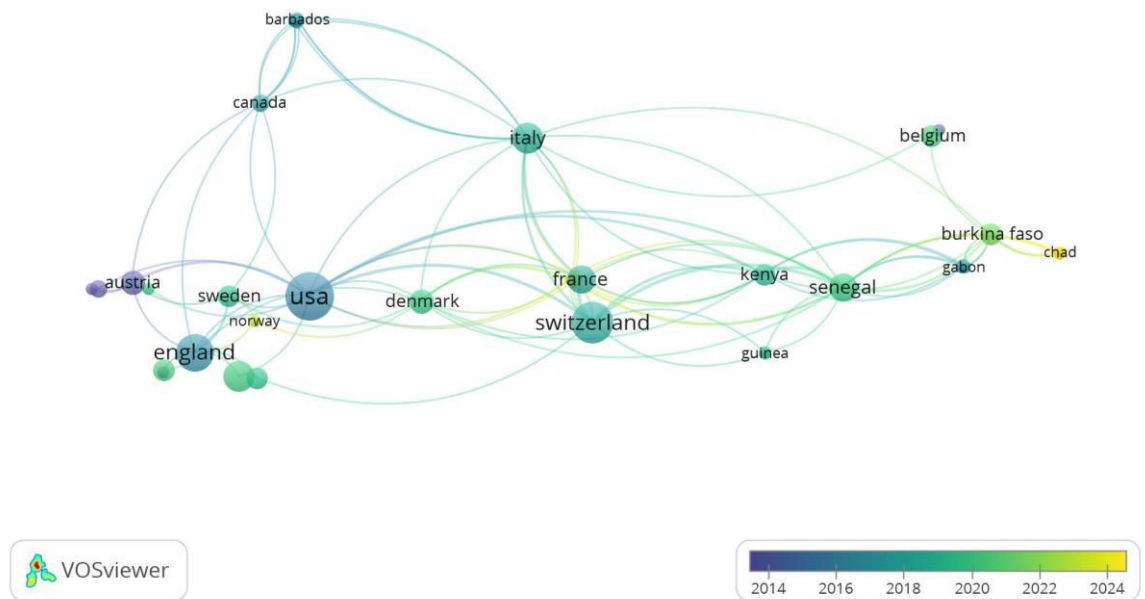 barbados
canada
italy
belgium
burkina faso
chad
gabon
kenya
france
senegal
austria
sweden
usa
denmark
norway
switzerland
england
guinea
VOSviewer
2014 2016 2018 2020 2022 2024